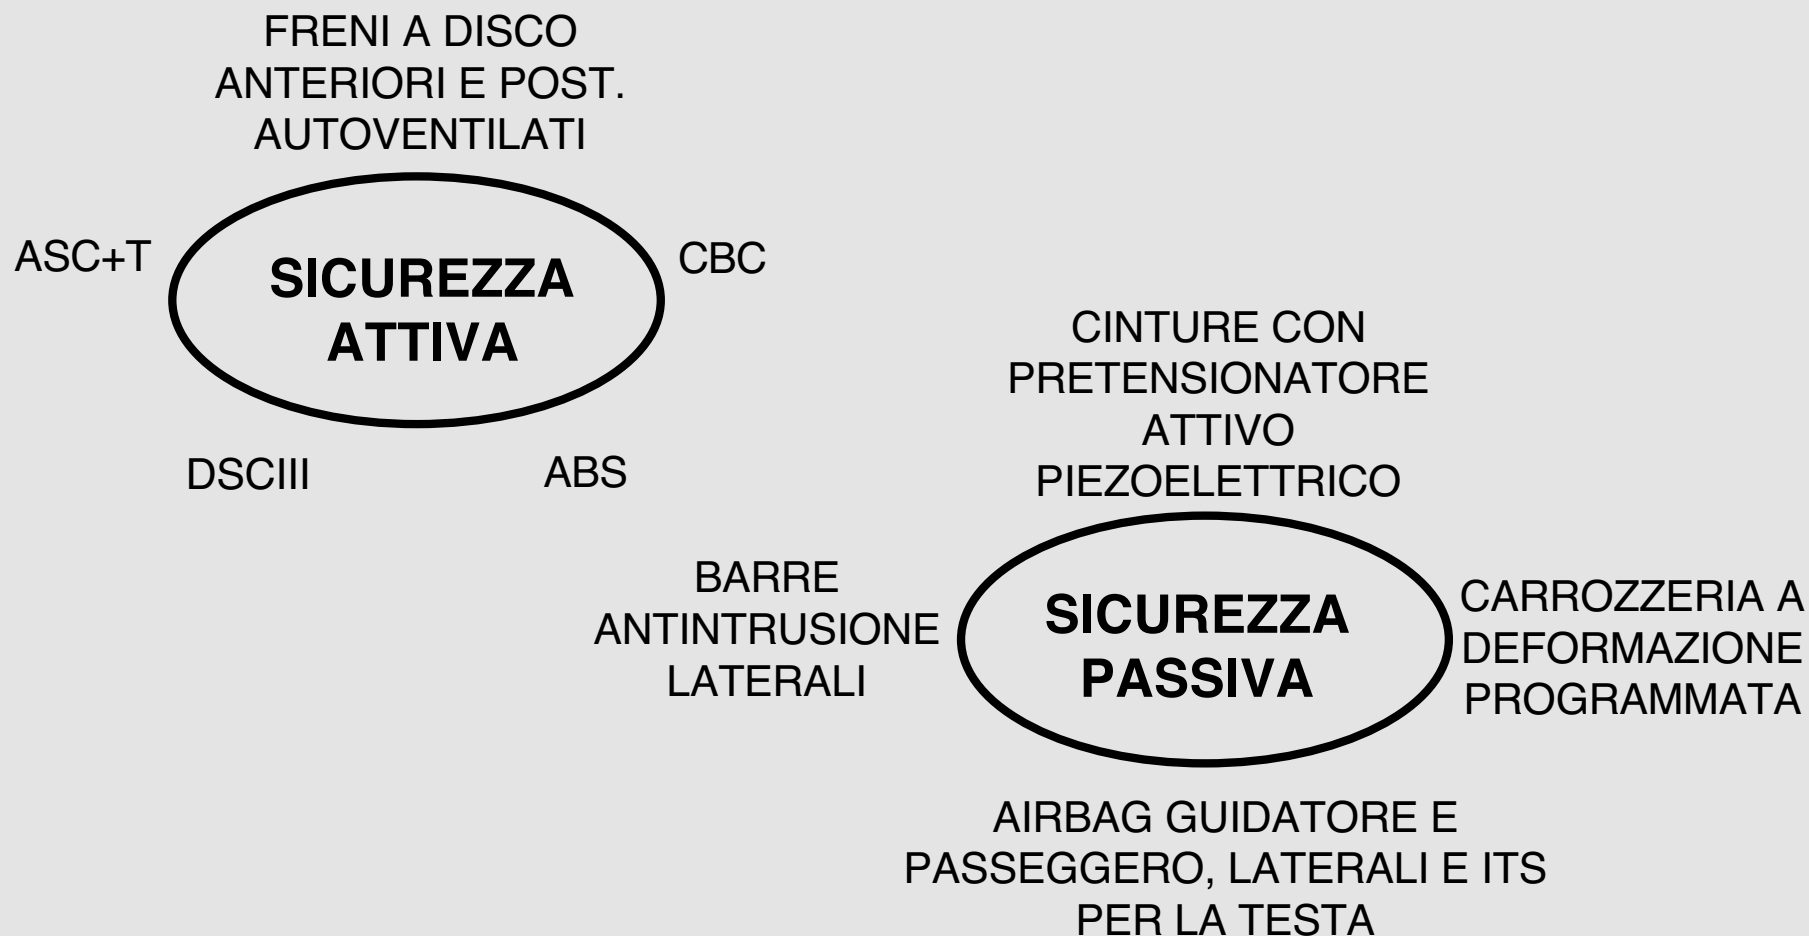 FRENI A DISCO
ANTERIORI E POST.
AUTOVENTILATI
ASC+T
SICUREZZA
ATTIVA
CBC
DSCIII
ABS
CINTURE CON
PRETENSIONATORE
ATTIVO
PIEZOELETTRICO
BARRE
ANTINTRUSIONE
LATERALI
SICUREZZA
PASSIVA
CARROZZERIA A
DEFORMAZIONE
PROGRAMMATA
AIRBAG GUIDATORE E
PASSEGGERO, LATERALI E ITS
PER LA TESTA